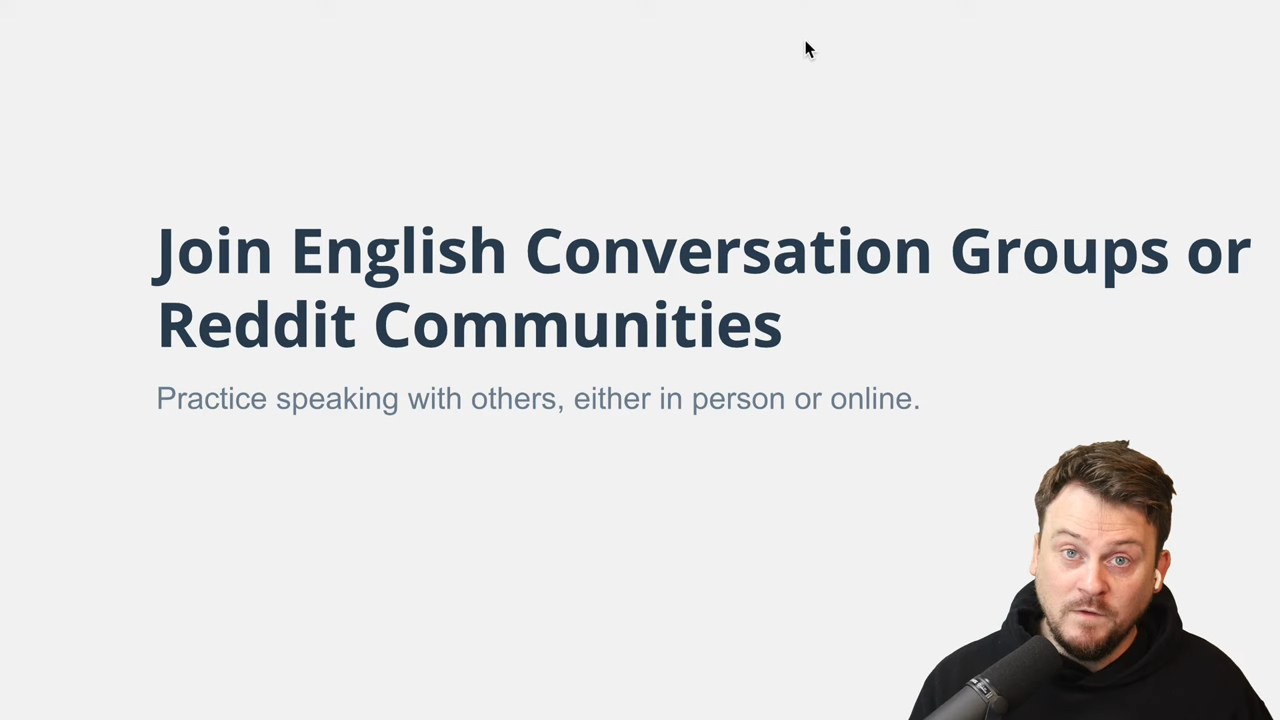 Join English Conversation Groups or
Reddit Communities
Practice speaking with others, either in person or online.